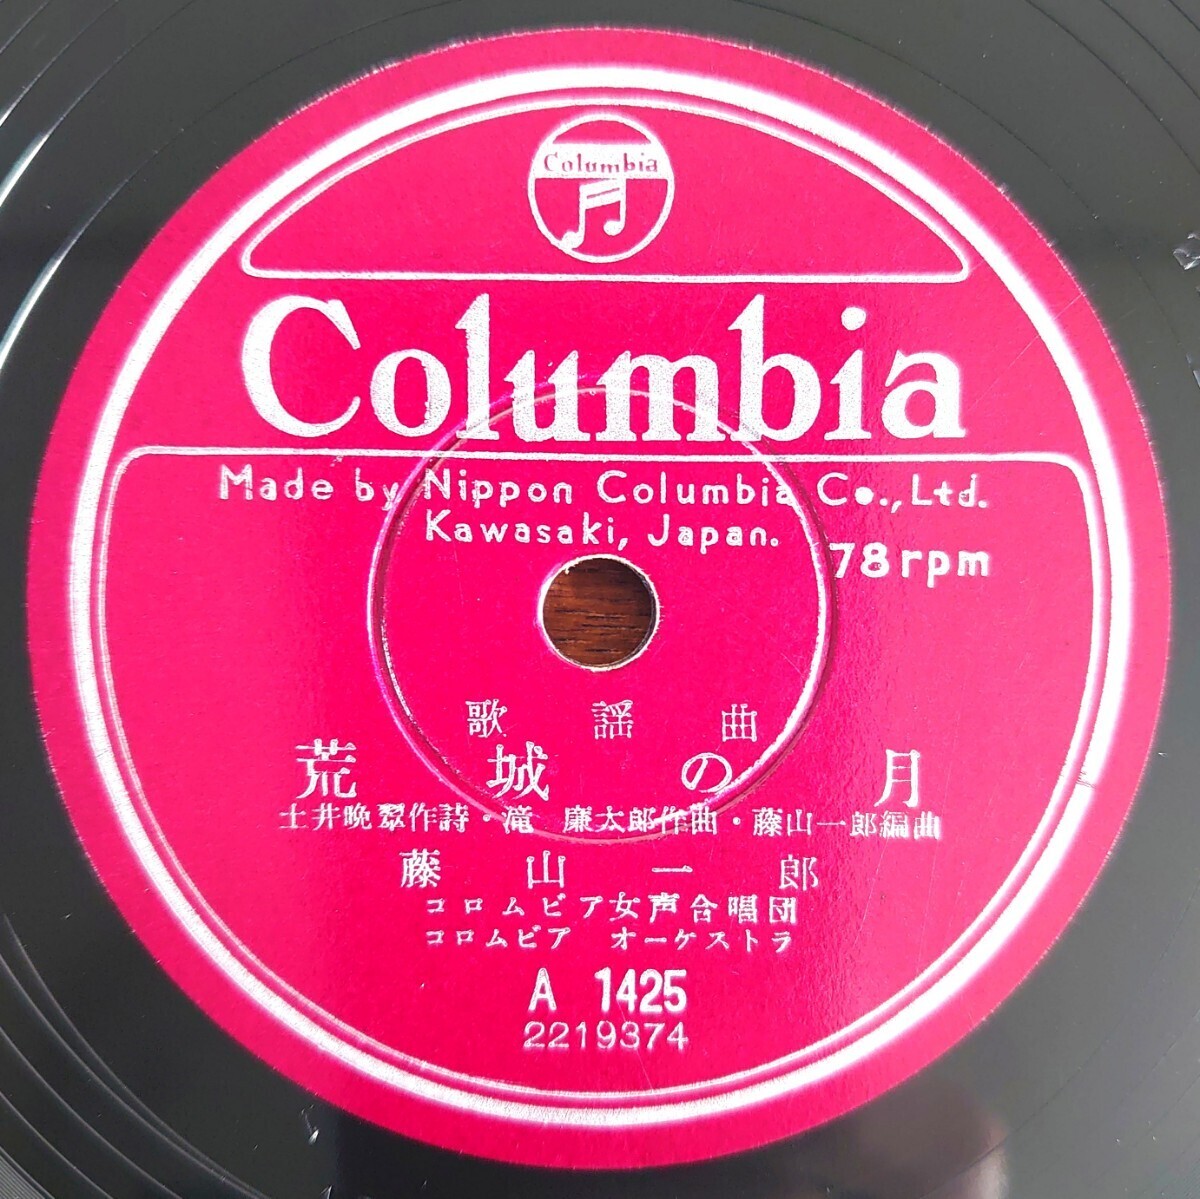 Columbia
Columbia
Made by Nippon Columbia Co., Ltd.
Kawasaki, Japan.
78rpm
歌謡曲
荒城の月
土井晩翠作詩・滝 廉太郎作曲・藤山一郎編曲
藤山一郎
コロムビア女声合唱団
コロムビア オーケストラ
A 1425
2219374